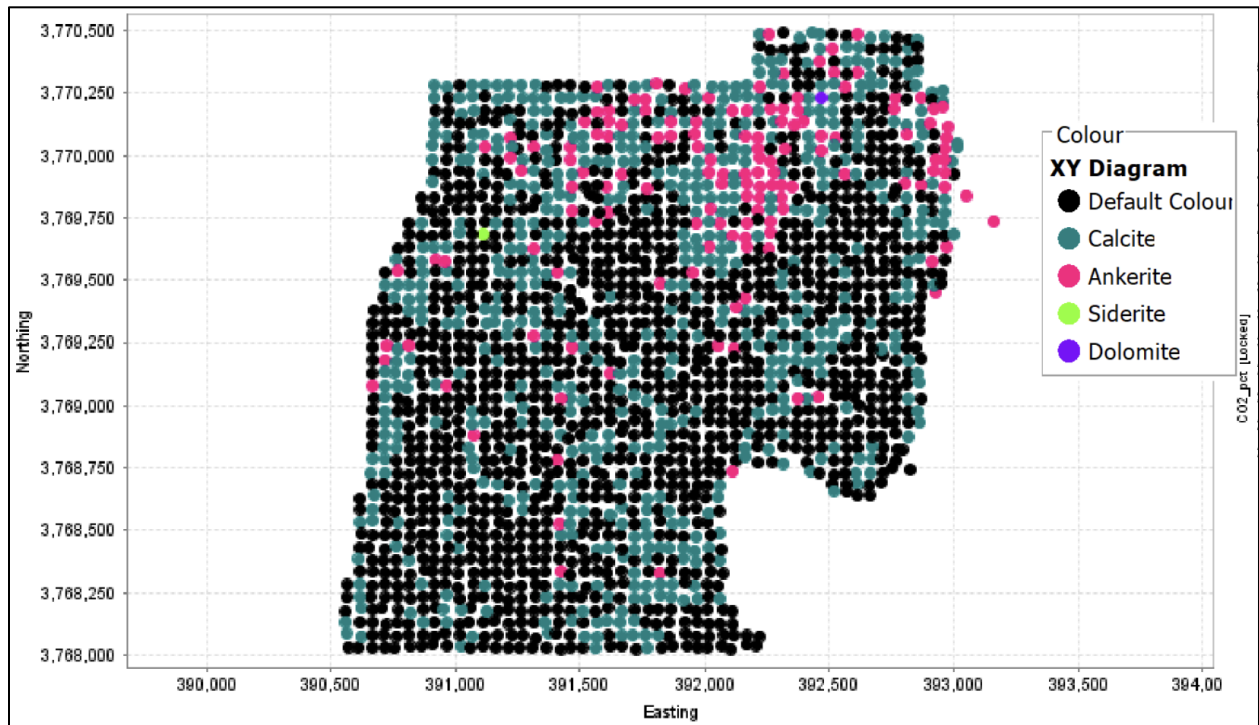 3,770,500
3,770,250
3,770,000
3,769,750
3,769,500
3,769,250
3,769,000
3,768,750
3,768,500
3,768,250
3,768,000
Northing
390,000 390,500 391,000 391,500 392,000 392,500 393,000 393,500 394,00
Easting
Colour
XY Diagram
Default Colour
Calcite
Ankerite
Siderite
Dolomite
CO2_pct [Locked]